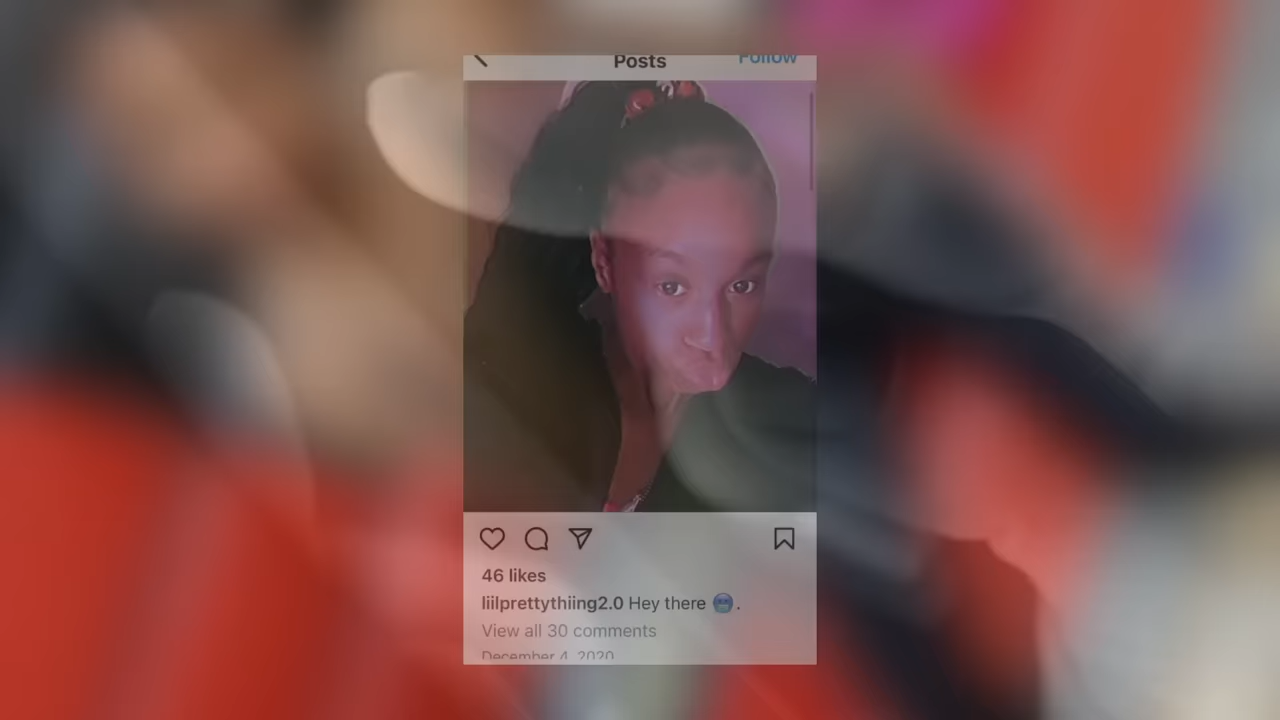 Posts
Follow
46 likes
liilprettythiing2.0 Hey there 🥶.
View all 30 comments
December 4, 2020